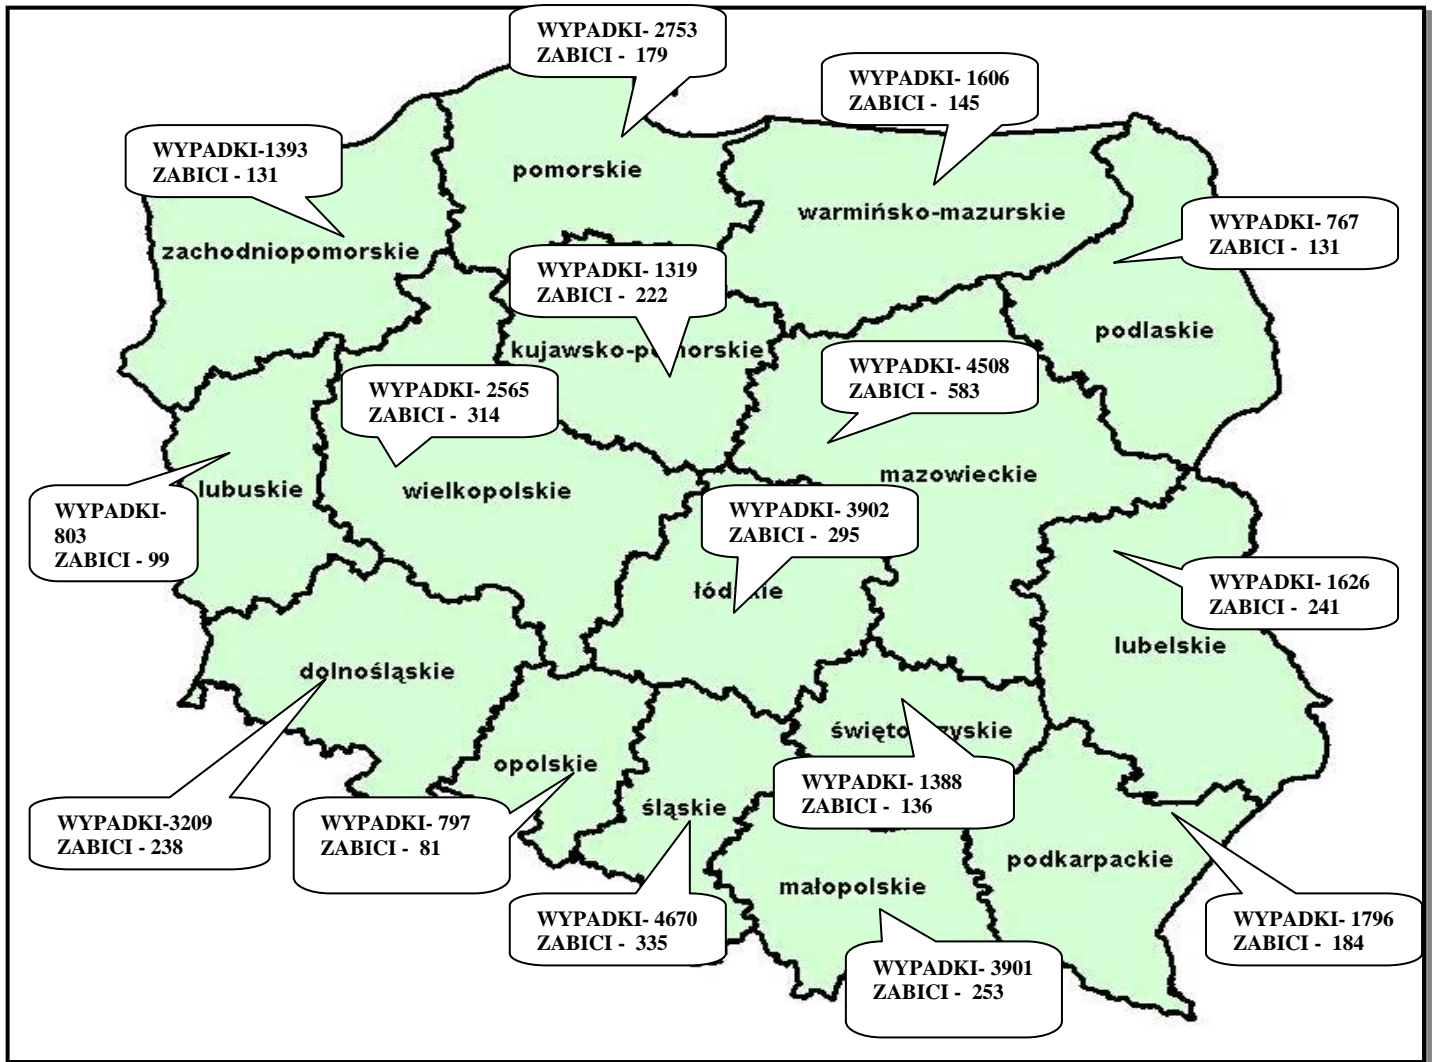 WYPADKI- 2753
ZABICI - 179
WYPADKI- 1606
ZABICI - 145
WYPADKI-1393
ZABICI - 131
pomorskie
warmińsko-mazurskie
WYPADKI- 767
ZABICI - 131
zachodniopomorskie
WYPADKI- 1319
ZABICI - 222
podlaskie
kujawsko-pomorskie
WYPADKI- 4508
ZABICI - 583
WYPADKI- 2565
ZABICI - 314
mazowieckie
lubuskie
wielkopolskie
WYPADKI-
803
ZABICI - 99
WYPADKI- 3902
ZABICI - 295
łódzkie
WYPADKI- 1626
ZABICI - 241
lubelskie
dolnośląskie
świętokrzyskie
opolskie
WYPADKI- 1388
ZABICI - 136
śląskie
WYPADKI-3209
ZABICI - 238
WYPADKI- 797
ZABICI - 81
podkarpackie
małopolskie
WYPADKI- 4670
ZABICI - 335
WYPADKI- 1796
ZABICI - 184
WYPADKI- 3901
ZABICI - 253